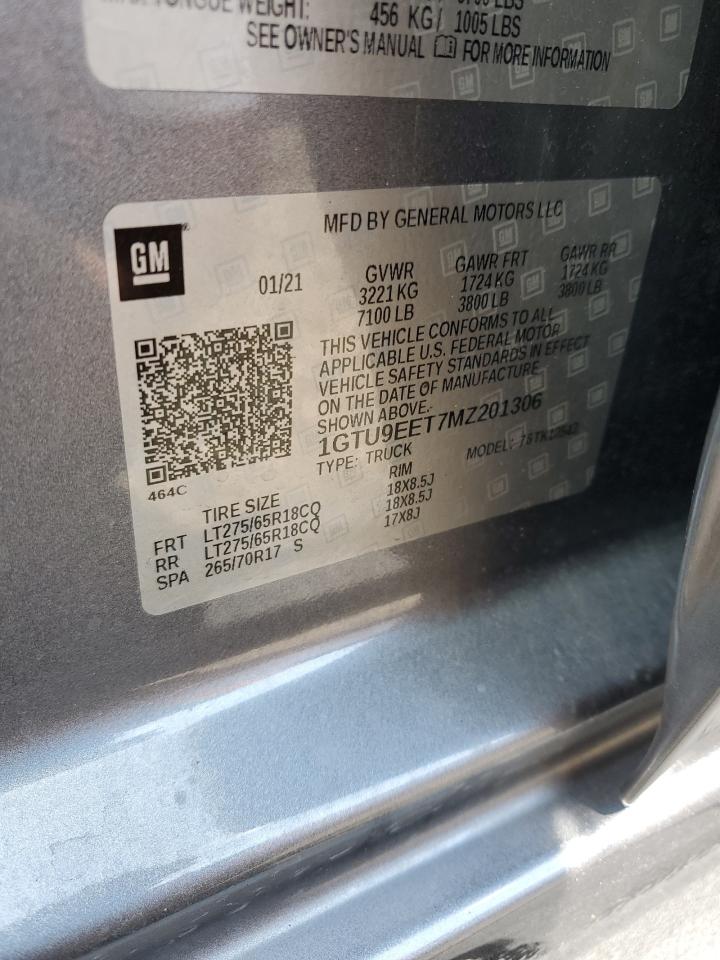 TONGUE WEIGHT: 456 KG / 1005 LBS
SEE OWNER'S MANUAL FOR MORE INFORMATION
GM
MFD BY GENERAL MOTORS LLC
01/21
GVWR GAWR FRT GAWR RR
3221 KG 1724 KG 1724 KG
7100 LB 3800 LB 3800 LB
THIS VEHICLE CONFORMS TO ALL
APPLICABLE U.S. FEDERAL MOTOR
VEHICLE SAFETY STANDARDS IN EFFECT
ON THE DATE OF MANUFACTURE
SHOWN ABOVE.
1GTU9EET7MZ201306
TYPE: TRUCK MODEL:
464C
TIRE SIZE RIM
FRT LT275/65R18CQ 18X8.5J
RR LT275/65R18CQ 18X8.5J
SPA 265/70R17 S 17X8J